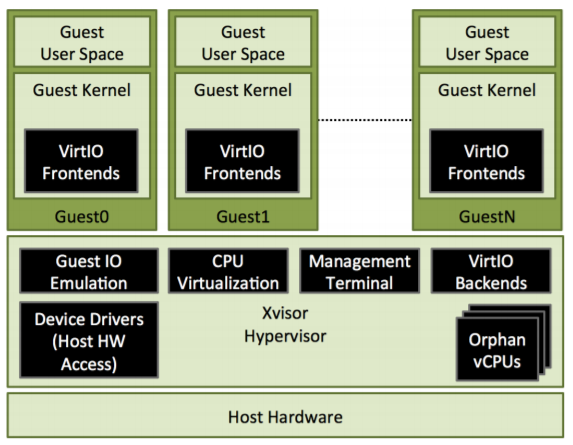 Guest
User Space
Guest Kernel
VirtIO
Frontends
Guest0
Guest
User Space
Guest Kernel
VirtIO
Frontends
Guest1
Guest
User Space
Guest Kernel
VirtIO
Frontends
GuestN
Guest IO
Emulation
CPU
Virtualization
Management
Terminal
VirtIO
Backends
Device Drivers
(Host HW
Access)
Xvisor
Hypervisor
Orphan
vCPUs
Host Hardware